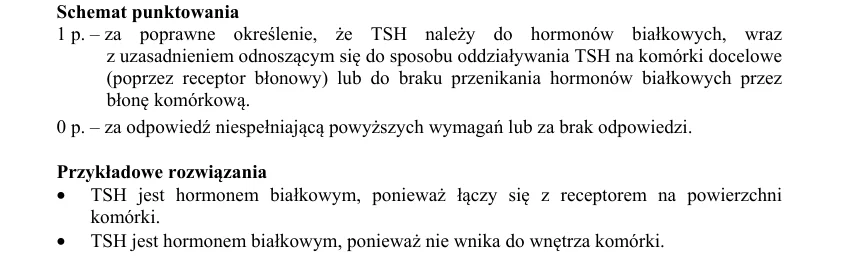 Schemat punktowania
1 p. – za poprawne określenie, że TSH należy do hormonów białkowych, wraz
z uzasadnieniem odnoszącym się do sposobu oddziaływania TSH na komórki docelowe
(poprzez receptor błonowy) lub do braku przenikania hormonów białkowych przez
błonę komórkową.
0 p. – za odpowiedź niespełniającą powyższych wymagań lub za brak odpowiedzi.
Przykładowe rozwiązania
• TSH jest hormonem białkowym, ponieważ łączy się z receptorem na powierzchni
komórki.
• TSH jest hormonem białkowym, ponieważ nie wnika do wnętrza komórki.